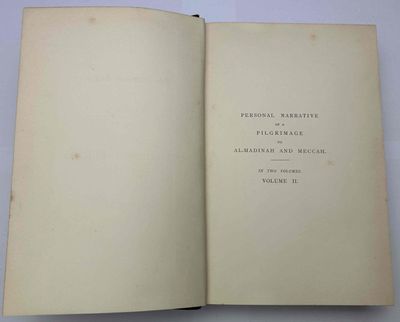 PERSONAL NARRATIVE
OF A
PILGRIMAGE
TO
AL-MADINAH AND MECCAH.
IN TWO VOLUMES.
VOLUME II.